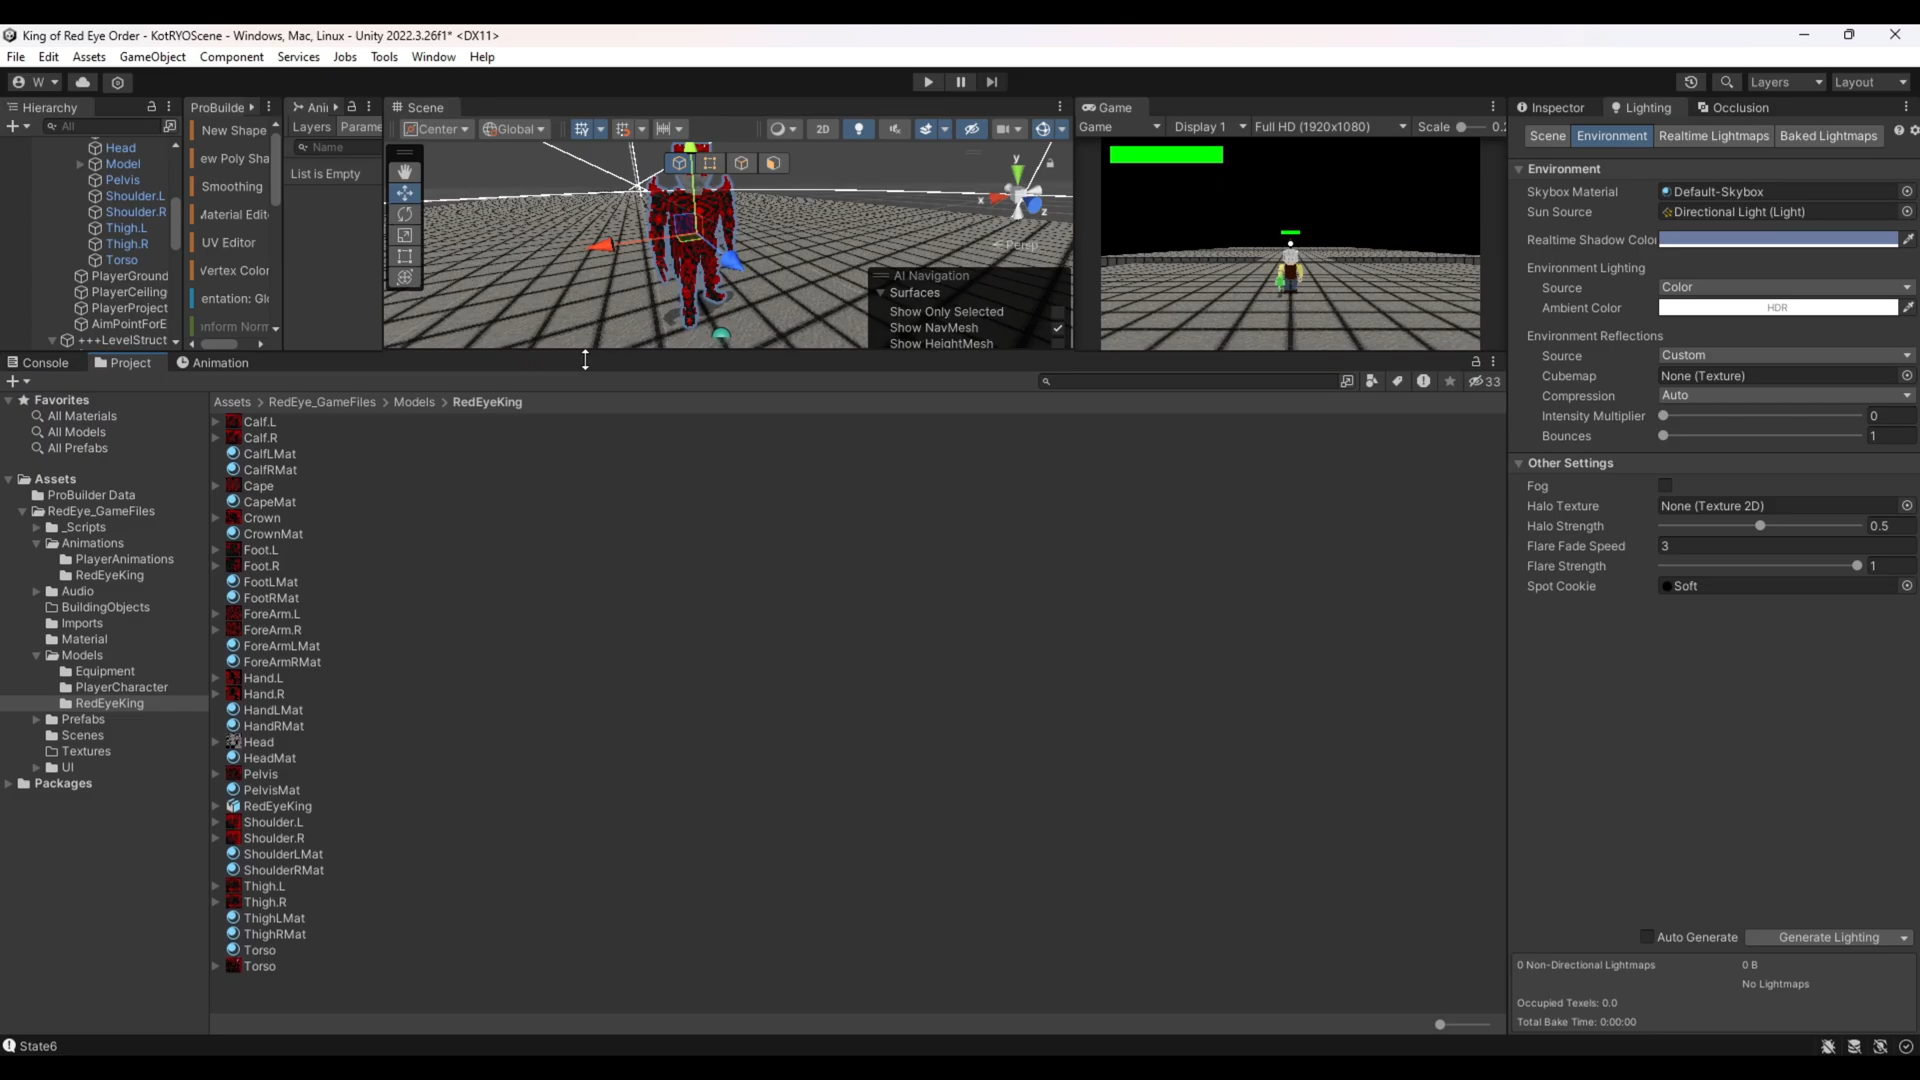 King of Red Eye Order - KotRYOScene - Windows, Mac, Linux - Unity 2022.3.26f1* <DX11>
File Edit Assets GameObject Component Services Jobs Tools Window Help
W Layers Layout
Hierarchy
All
Head
Model
Pelvis
Shoulder.L
Shoulder.R
Thigh.L
Thigh.R
Torso
PlayerGround
PlayerCeiling
PlayerProject
AimPointForE
+++LevelStruct
ProBuilde
New Shape
ew Poly Sha
Smoothing
Material Edit
UV Editor
Vertex Color
entation: Glo
onform Norm
Ani
Layers Parame
Name
List is Empty
Scene
Center Global 2D
y
x
z
Persp
AI Navigation
Surfaces
Show Only Selected
Show NavMesh
Show HeightMesh
Game
Game Display 1 Full HD (1920x1080) Scale 0.2
Inspector Lighting Occlusion
Scene Environment Realtime Lightmaps Baked Lightmaps
Environment
Skybox Material Default-Skybox
Sun Source Directional Light (Light)
Realtime Shadow Color
Environment Lighting
Source Color
Ambient Color HDR
Environment Reflections
Source Custom
Cubemap None (Texture)
Compression Auto
Intensity Multiplier 0
Bounces 1
Other Settings
Fog
Halo Texture None (Texture 2D)
Halo Strength 0.5
Flare Fade Speed 3
Flare Strength 1
Spot Cookie Soft
Auto Generate Generate Lighting
0 Non-Directional Lightmaps 0 B
No Lightmaps
Occupied Texels: 0.0
Total Bake Time: 0:00:00
Console Project Animation
33
Favorites
All Materials
All Models
All Prefabs
Assets
ProBuilder Data
RedEye_GameFiles
_Scripts
Animations
PlayerAnimations
RedEyeKing
Audio
BuildingObjects
Imports
Material
Models
Equipment
PlayerCharacter
RedEyeKing
Prefabs
Scenes
Textures
UI
Packages
Assets > RedEye_GameFiles > Models > RedEyeKing
Calf.L
Calf.R
CalfLMat
CalfRMat
Cape
CapeMat
Crown
CrownMat
Foot.L
Foot.R
FootLMat
FootRMat
ForeArm.L
ForeArm.R
ForeArmLMat
ForeArmRMat
Hand.L
Hand.R
HandLMat
HandRMat
Head
HeadMat
Pelvis
PelvisMat
RedEyeKing
Shoulder.L
Shoulder.R
ShoulderLMat
ShoulderRMat
Thigh.L
Thigh.R
ThighLMat
ThighRMat
Torso
Torso
State6